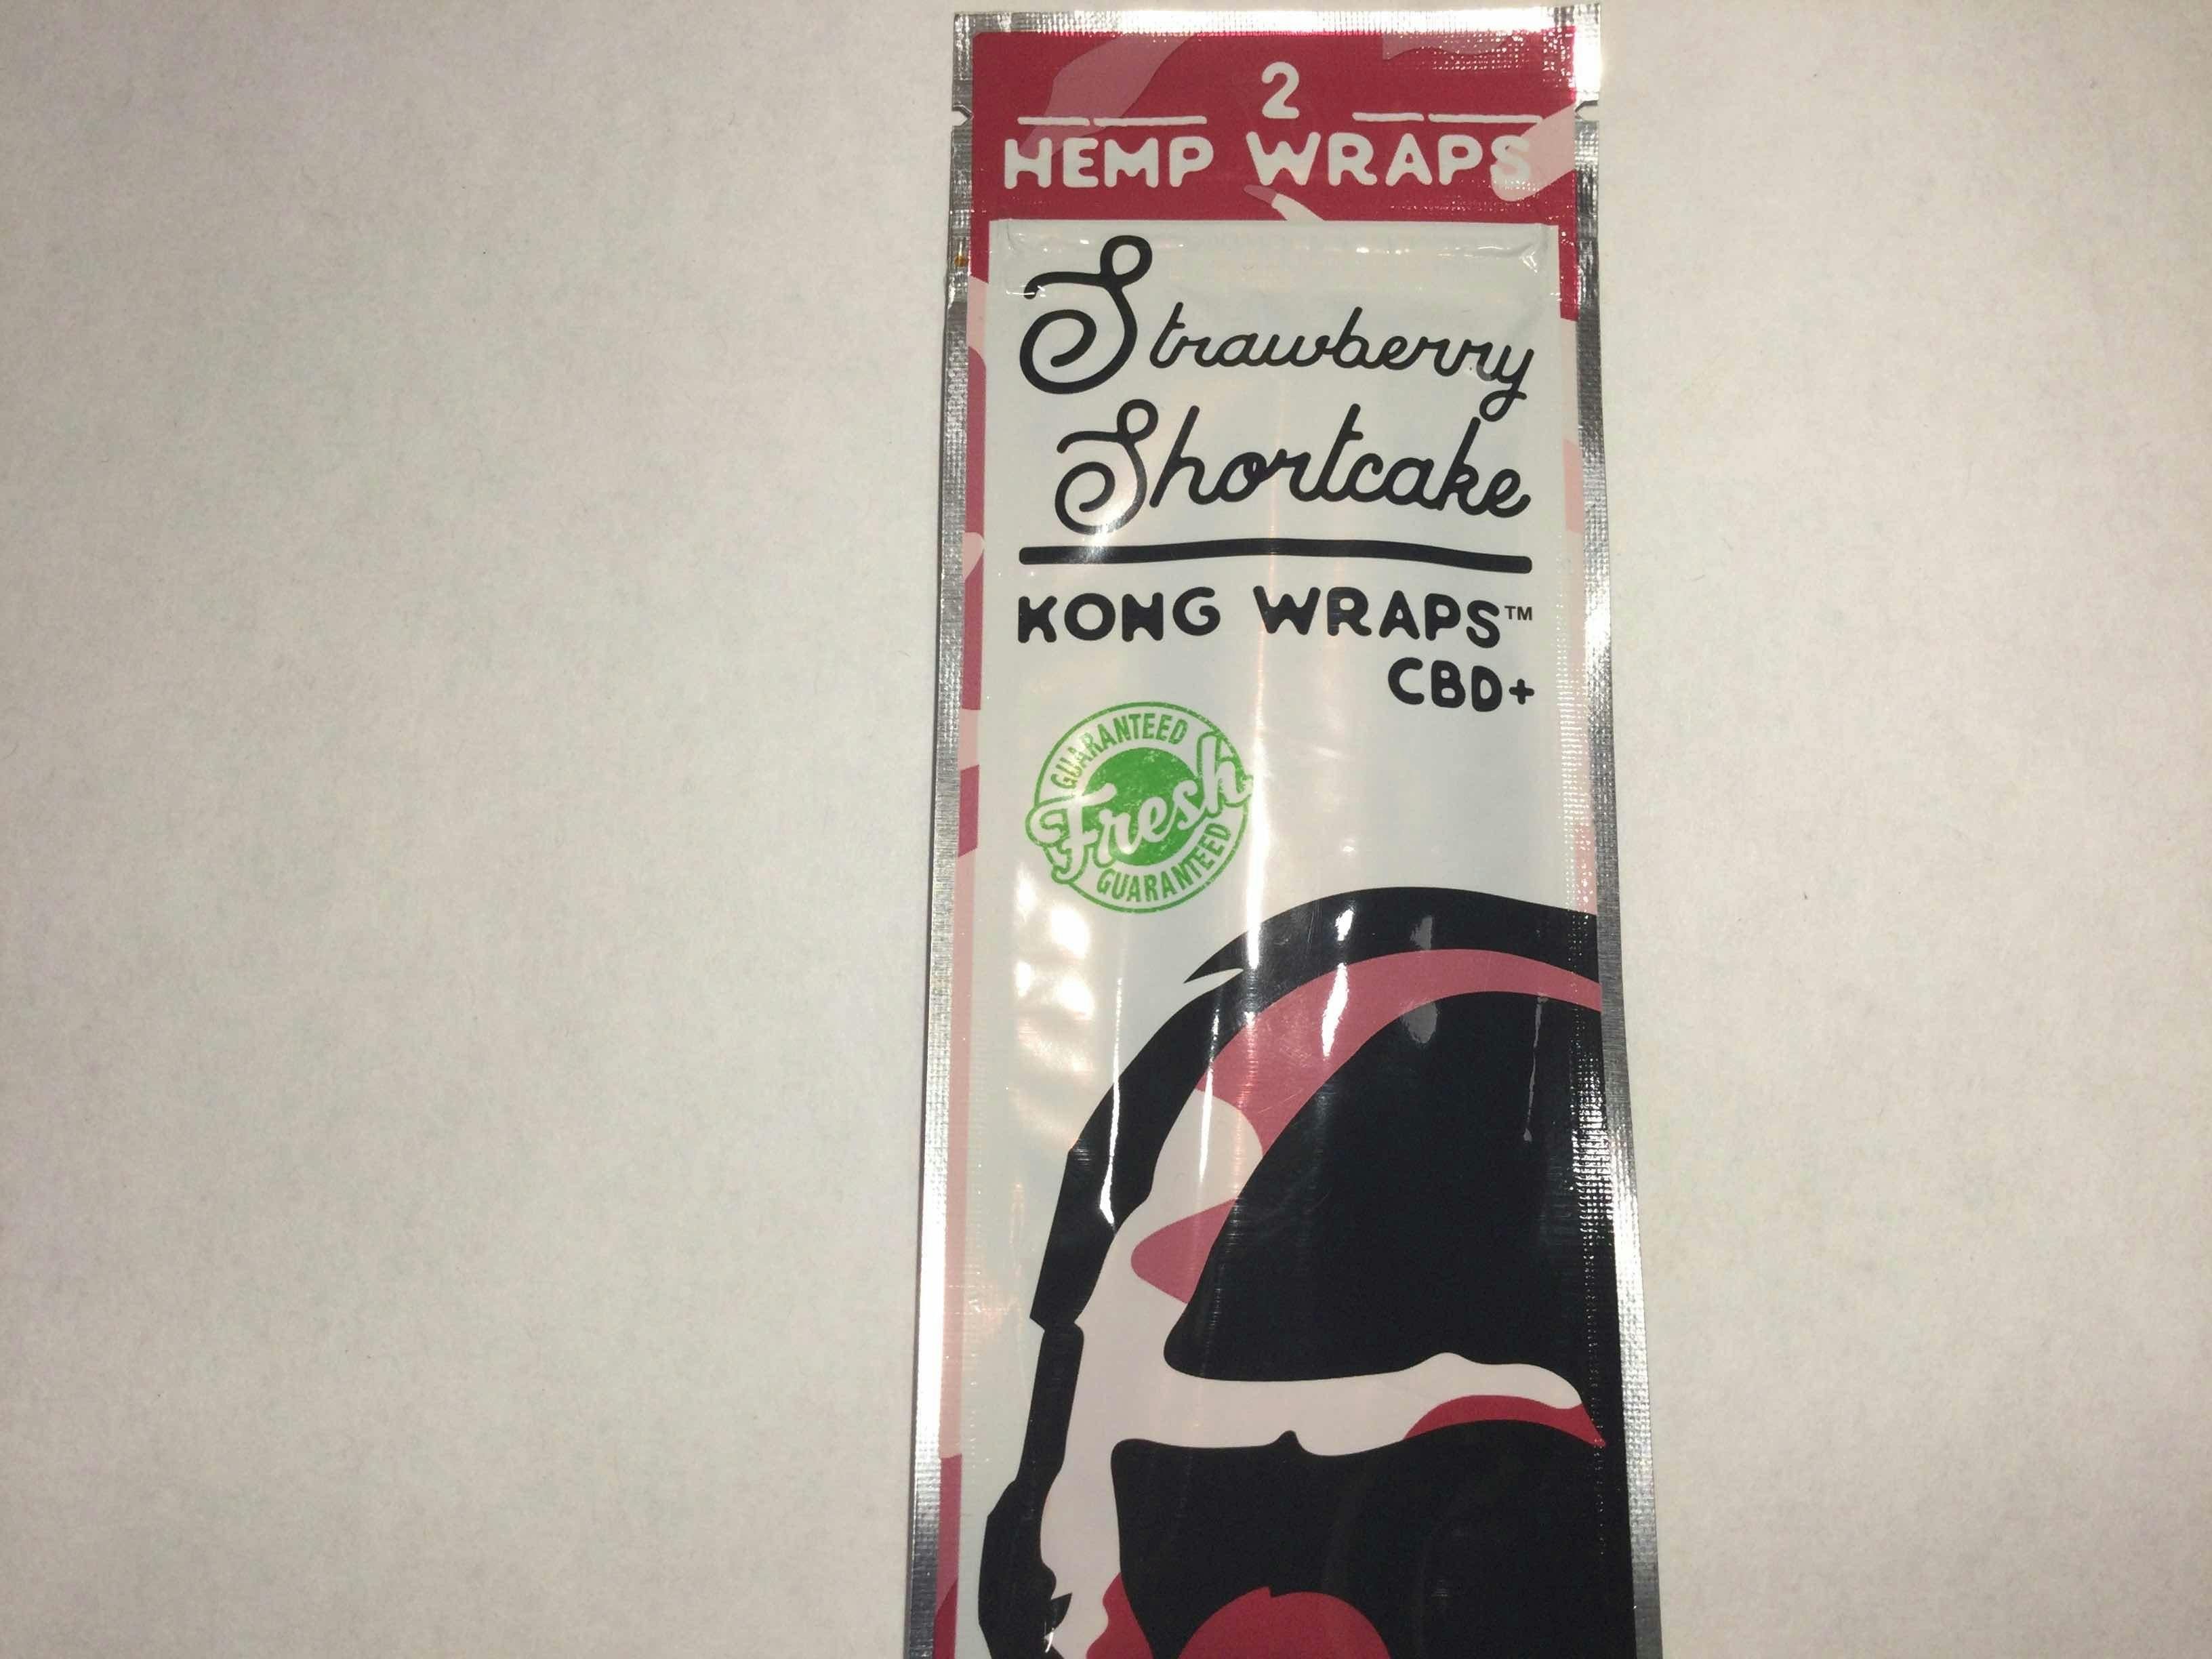 2
HEMP WRAPS
Strawberry
Shortcake
KONG WRAPS™
CBD+
GUARANTEED
Fresh
GUARANTEED